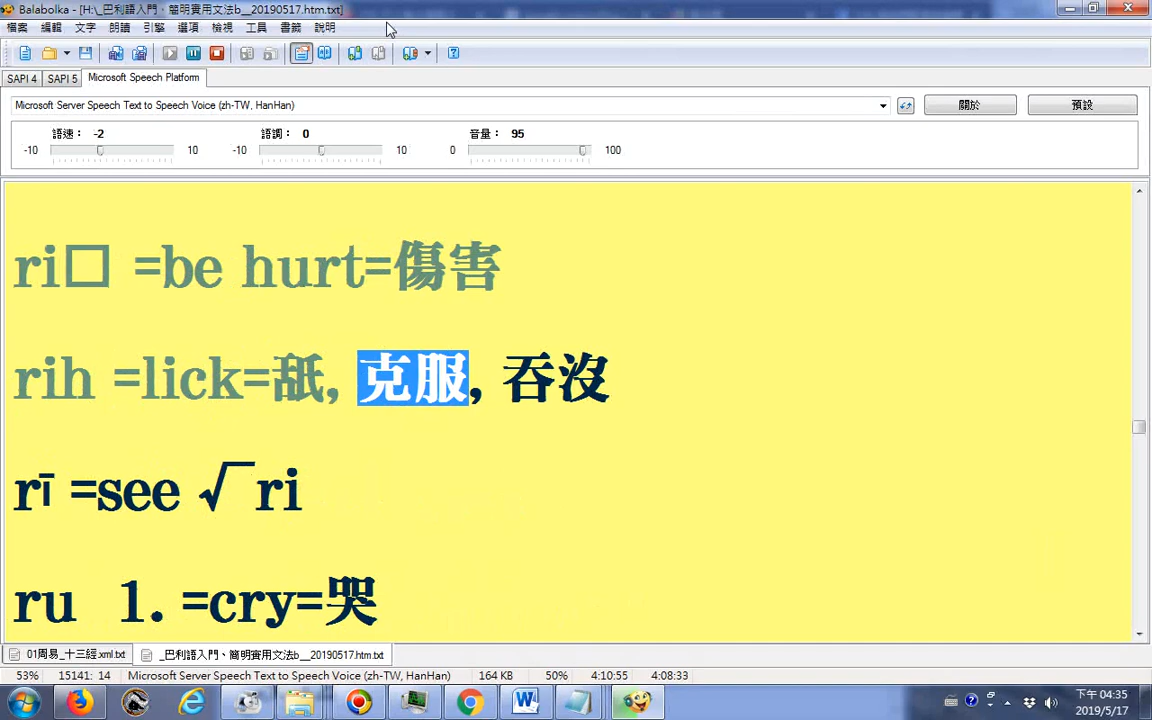 Balabolka - [H:\_巴利語入門、簡明實用文法b__20190517.htm.txt]
檔案 編輯 文字 朗讀 引擎 選項 檢視 工具 書籤 說明
SAPI 4 SAPI 5 Microsoft Speech Platform
Microsoft Server Speech Text to Speech Voice (zh-TW, HanHan)
關於 預設
語速： -2 語調： 0 音量： 95
-10 10 -10 10 0 100
ri□ =be hurt=傷害
rih =lick=舐, 克服, 吞沒
rī =see √ri
ru 1. =cry=哭
01周易_十三經.xml.txt _巴利語入門、簡明實用文法b__20190517.htm.txt
53% 15141: 14 Microsoft Server Speech Text to Speech Voice (zh-TW, HanHan) 164 KB 50% 4:10:55 4:08:33
下午 04:35
2019/5/17